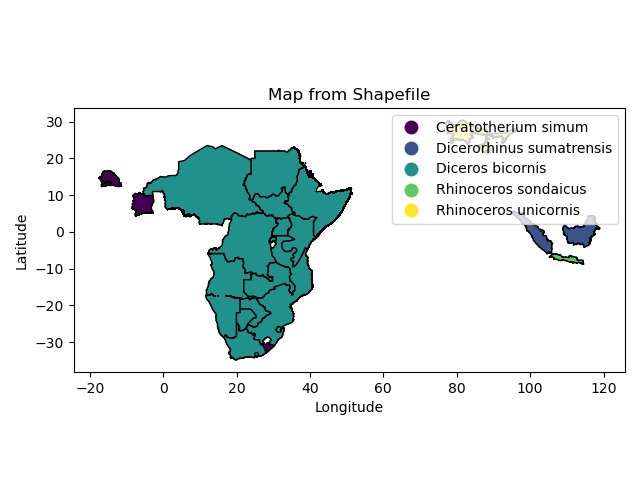 Map from Shapefile
Ceratotherium simum
Dicerorhinus sumatrensis
Diceros bicornis
Rhinoceros sondaicus
Rhinoceros unicornis
Latitude
30
20
10
0
−10
−20
−30
−20
0
20
40
60
80
100
120
Longitude